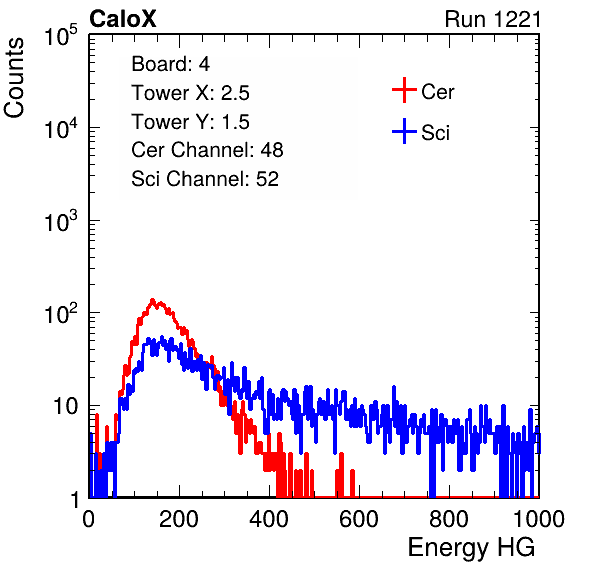 CaloX Run 1221
Counts
10^5
10^4
10^3
10^2
10
1
Board: 4
Tower X: 2.5
Tower Y: 1.5
Cer Channel: 48
Sci Channel: 52
Cer
Sci
0 200 400 600 800 1000
Energy HG